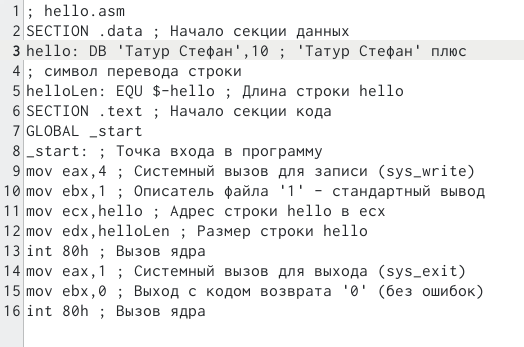 1 ; hello.asm
2 SECTION .data ; Начало секции данных
3 hello: DB 'Татур Стефан',10 ; 'Татур Стефан' плюс
4 ; символ перевода строки
5 helloLen: EQU $-hello ; Длина строки hello
6 SECTION .text ; Начало секции кода
7 GLOBAL _start
8 _start: ; Точка входа в программу
9 mov eax,4 ; Системный вызов для записи (sys_write)
10 mov ebx,1 ; Описатель файла '1' - стандартный вывод
11 mov ecx,hello ; Адрес строки hello в ecx
12 mov edx,helloLen ; Размер строки hello
13 int 80h ; Вызов ядра
14 mov eax,1 ; Системный вызов для выхода (sys_exit)
15 mov ebx,0 ; Выход с кодом возврата '0' (без ошибок)
16 int 80h ; Вызов ядра